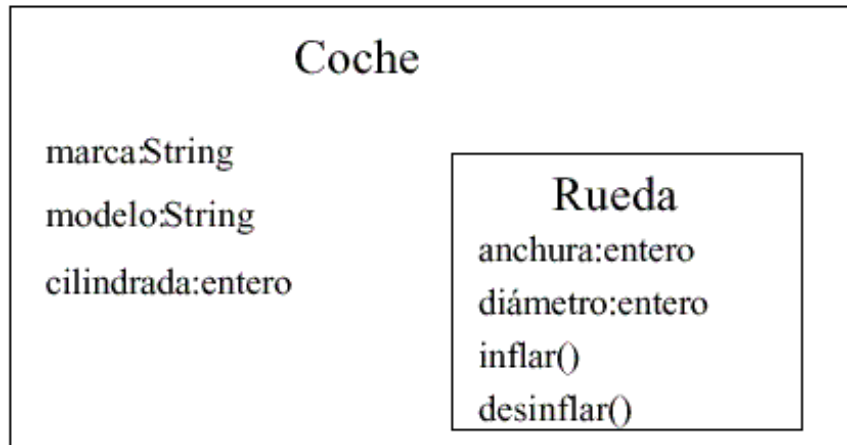 Coche
marca:String
modelo:String
cilindrada:entero
Rueda
anchura:entero
diámetro:entero
inflar()
desinflar()